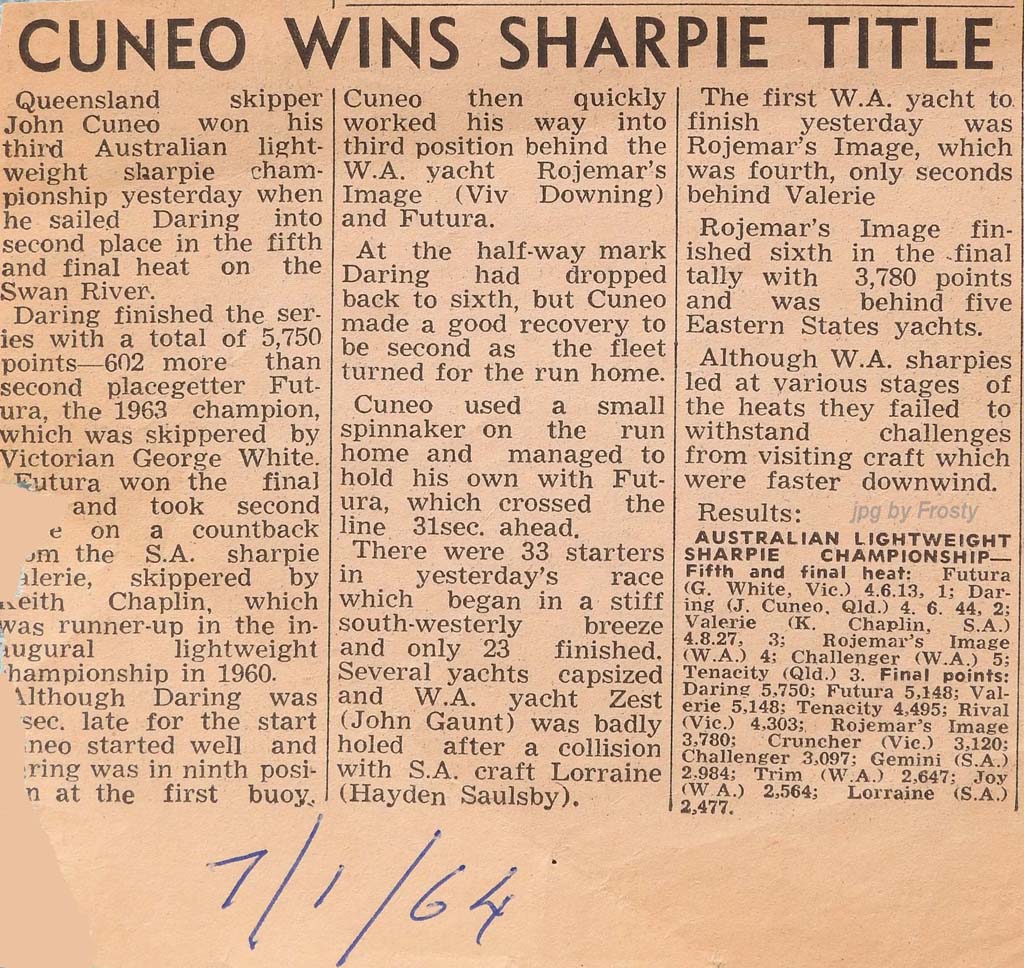 CUNEO WINS SHARPIE TITLE
Queensland skipper
John Cuneo won his
third Australian light-
weight sharpie cham-
pionship yesterday when
he sailed Daring into
second place in the fifth
and final heat on the
Swan River.
Daring finished the ser-
ies with a total of 5,750
points—602 more than
second placegetter Fut-
ura, the 1963 champion,
which was skippered by
Victorian George White.
Futura won the final
and took second
e on a countback
om the S.A. sharpie
alerie, skippered by
Keith Chaplin, which
was runner-up in the in-
augural lightweight
championship in 1960.
Although Daring was
sec. late for the start
neo started well and
ring was in ninth posi-
n at the first buoy.
Cuneo then quickly
worked his way into
third position behind the
W.A. yacht Rojemar's
Image (Viv Downing)
and Futura.
At the half-way mark
Daring had dropped
back to sixth, but Cuneo
made a good recovery to
be second as the fleet
turned for the run home.
Cuneo used a small
spinnaker on the run
home and managed to
hold his own with Fut-
ura, which crossed the
line 31sec. ahead.
There were 33 starters
in yesterday's race
which began in a stiff
south-westerly breeze
and only 23 finished.
Several yachts capsized
and W.A. yacht Zest
(John Gaunt) was badly
holed after a collision
with S.A. craft Lorraine
(Hayden Saulsby).
The first W.A. yacht to
finish yesterday was
Rojemar's Image, which
was fourth, only seconds
behind Valerie
Rojemar's Image fin-
ished sixth in the final
tally with 3,780 points
and was behind five
Eastern States yachts.
Although W.A. sharpies
led at various stages of
the heats they failed to
withstand challenges
from visiting craft which
were faster downwind.
Results:
jpg by Frosty
AUSTRALIAN LIGHTWEIGHT
SHARPIE CHAMPIONSHIP—
Fifth and final heat: Futura
(G. White, Vic.) 4.6.13, 1; Dar-
ing (J. Cuneo, Qld.) 4. 6. 44, 2;
Valerie (K. Chaplin, S.A.)
4.8.27, 3; Rojemar's Image
(W.A.) 4; Challenger (W.A.) 5;
Tenacity (Qld.) 3. Final points:
Daring 5,750; Futura 5,148; Val-
erie 5,148; Tenacity 4,495; Rival
(Vic.) 4,303; Rojemar's Image
3,780; Cruncher (Vic.) 3,120;
Challenger 3,097; Gemini (S.A.)
2,984; Trim (W.A.) 2,647; Joy
(W.A.) 2,564; Lorraine (S.A.)
2,477.
7/1/64